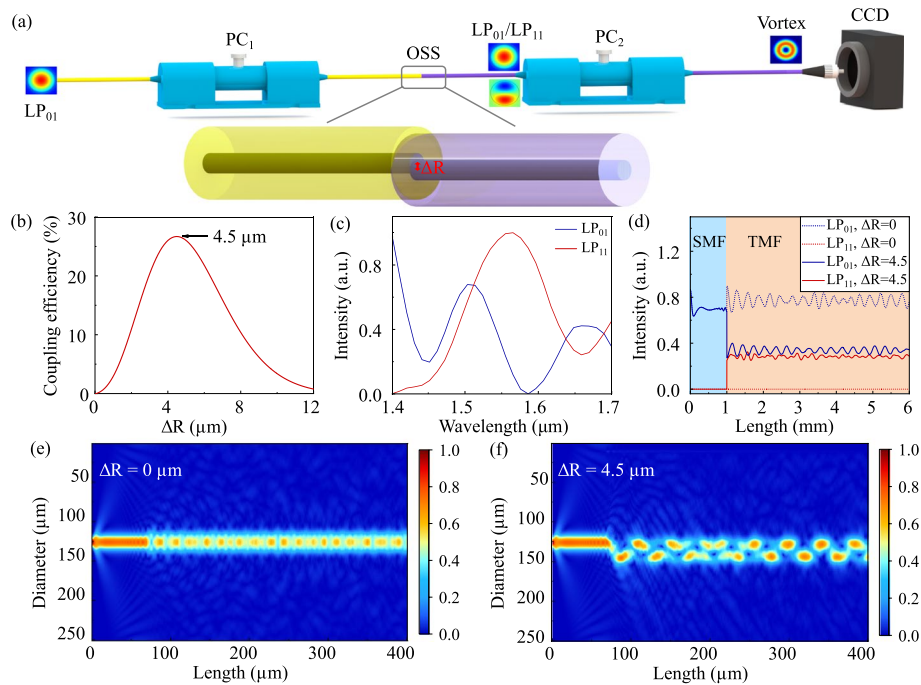 (a)
PC1
OSS
LP01/LP11
PC2
Vortex
CCD
LP01
ΔR
(b)
Coupling efficiency (%)
30
20
10
0
4.5 µm
0 4 8 12
ΔR (µm)
(c)
Intensity (a.u.)
0.8
0.4
0.0
LP01
LP11
1.4 1.5 1.6 1.7
Wavelength (µm)
(d)
Intensity (a.u.)
1.2
0.8
0.4
0.0
SMF TMF
LP01, ΔR=0
LP11, ΔR=0
LP01, ΔR=4.5
LP11, ΔR=4.5
0 1 2 3 4 5 6
Length (mm)
(e)
ΔR = 0 µm
Diameter (µm)
50
100
150
200
250
0 100 200 300 400
Length (µm)
1.0
0.8
0.6
0.4
0.2
0.0
(f)
ΔR = 4.5 µm
Diameter (µm)
50
100
150
200
250
0 100 200 300 400
Length (µm)
1.0
0.8
0.6
0.4
0.2
0.0